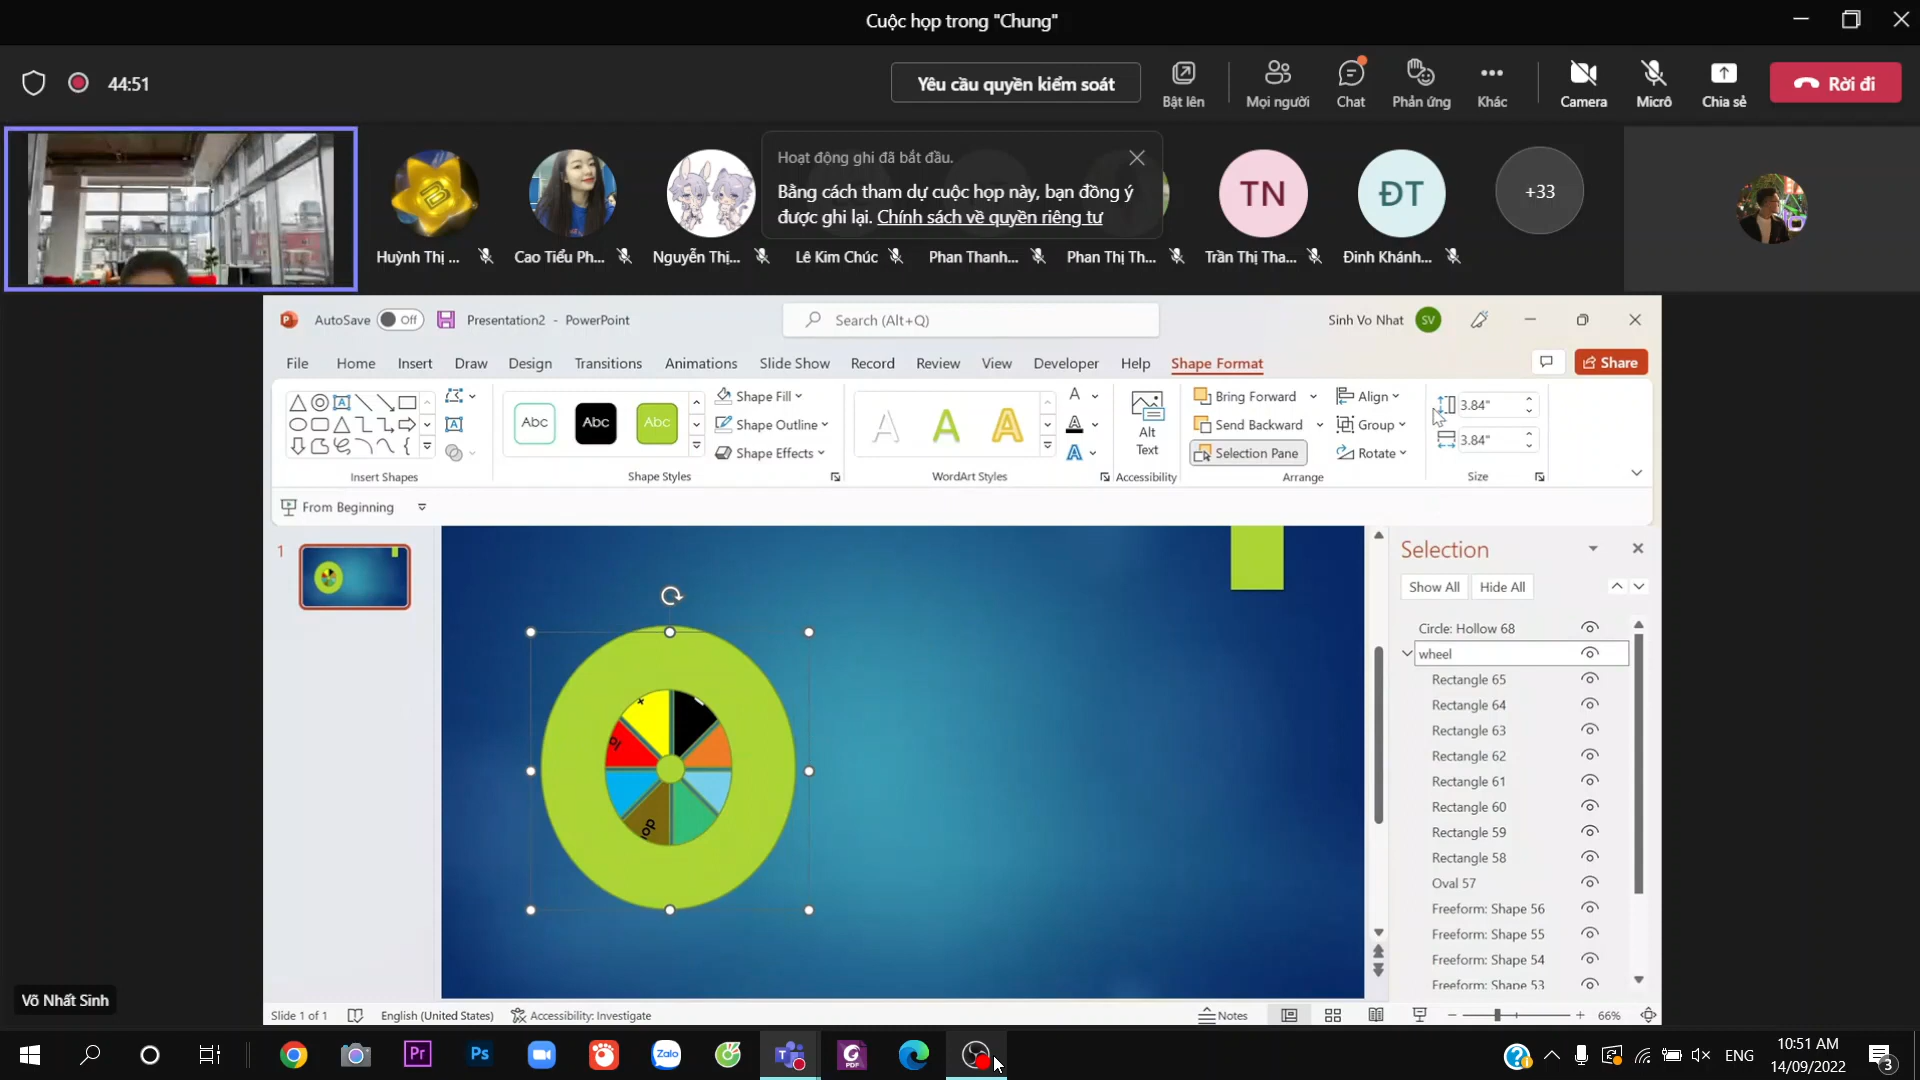 Cuộc họp trong "Chung"
44:51
Yêu cầu quyền kiểm soát
Bật lên
Mọi người
Chat
Phản ứng
Khác
Camera
Micrô
Chia sẻ
Rời đi
Hoạt động ghi đã bắt đầu.
Bằng cách tham dự cuộc họp này, bạn đồng ý
được ghi lại. Chính sách về quyền riêng tư
TN
ĐT
+33
Huỳnh Thị ...
Cao Tiểu Ph...
Nguyễn Thị...
Lê Kim Chúc
Phan Thanh...
Phan Thị Th...
Trần Thị Tha...
Đinh Khánh...
AutoSave Off
Presentation2 - PowerPoint
Search (Alt+Q)
Sinh Vo Nhat
SV
File Home Insert Draw Design Transitions Animations Slide Show Record Review View Developer Help Shape Format
Share
Abc Abc Abc
Shape Fill
Shape Outline
Shape Effects
A A A
Alt
Text
Bring Forward
Send Backward
Selection Pane
Align
Group
Rotate
3.84"
3.84"
Insert Shapes
Shape Styles
WordArt Styles
Accessibility
Arrange
Size
From Beginning
1
Selection
Show All
Hide All
Circle: Hollow 68
wheel
Rectangle 65
Rectangle 64
Rectangle 63
Rectangle 62
Rectangle 61
Rectangle 60
Rectangle 59
Rectangle 58
Oval 57
Freeform: Shape 56
Freeform: Shape 55
Freeform: Shape 54
Freeform: Shape 53
Võ Nhất Sinh
Slide 1 of 1
English (United States)
Accessibility: Investigate
Notes
66%
Pr
Ps
Zalo
PDF
ENG
10:51 AM
14/09/2022
3